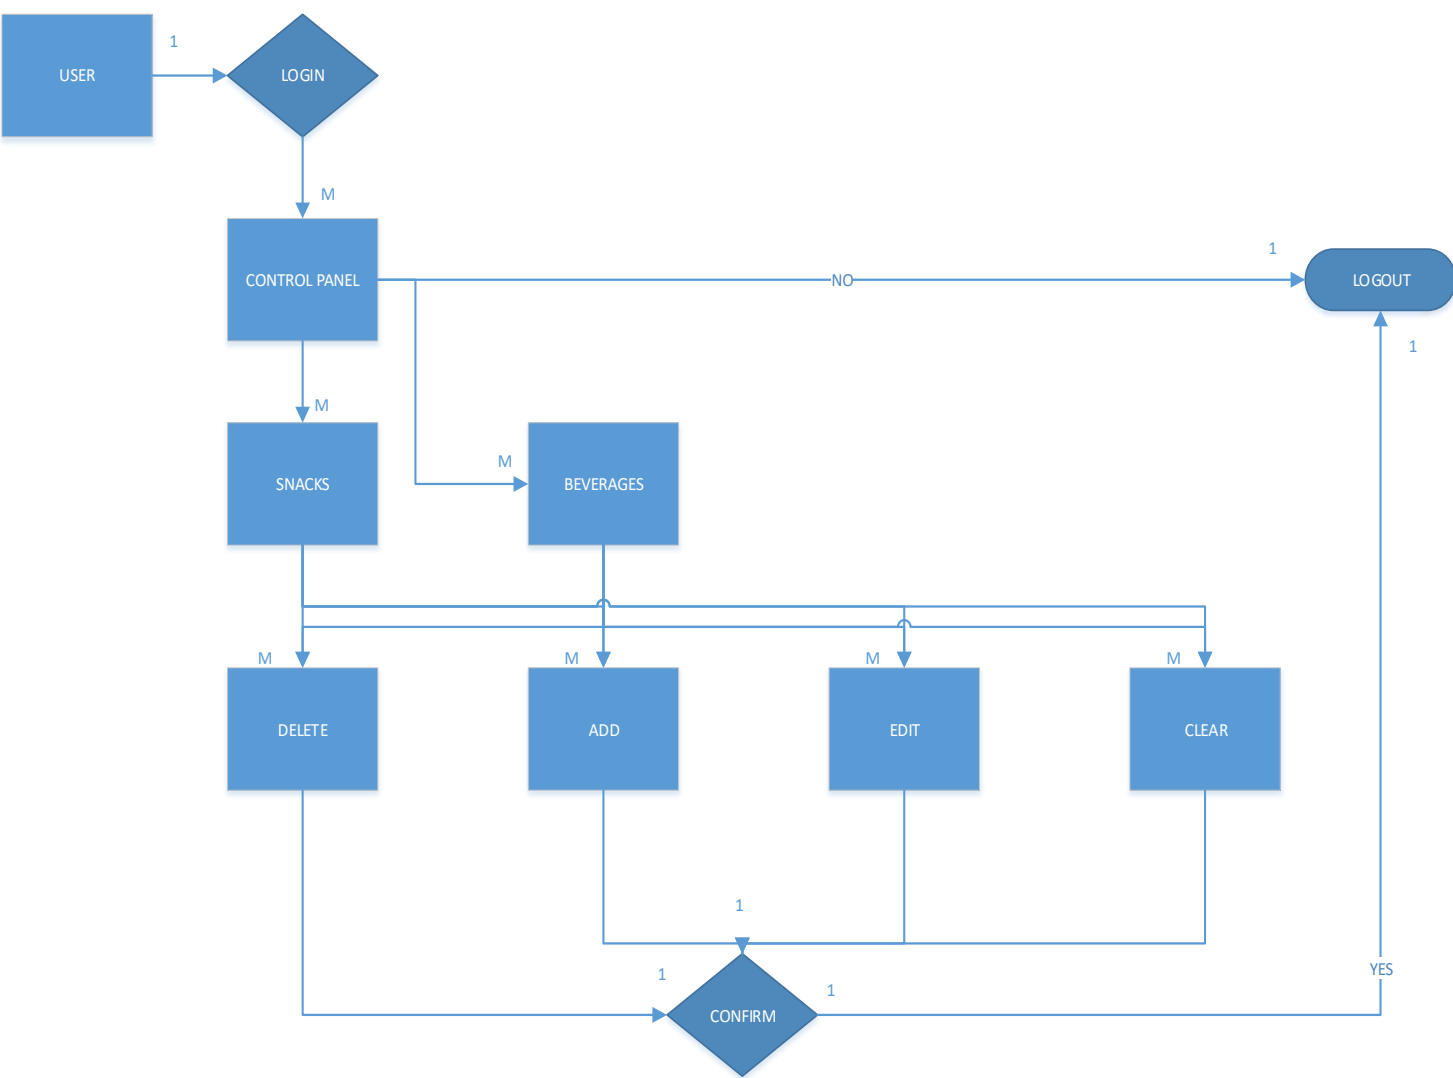 1
USER
LOGIN
M
1
CONTROL PANEL
NO
LOGOUT
1
M
M
SNACKS
BEVERAGES
M
M
M
M
DELETE
ADD
EDIT
CLEAR
1
1
YES
1
CONFIRM